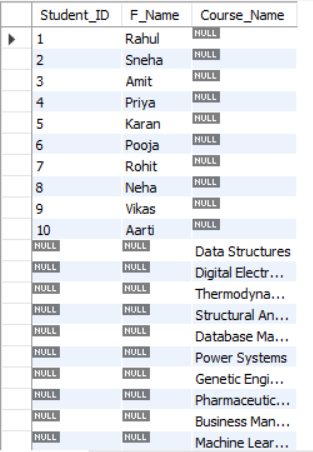 Student_ID F_Name Course_Name
1 Rahul NULL
2 Sneha NULL
3 Amit NULL
4 Priya NULL
5 Karan NULL
6 Pooja NULL
7 Rohit NULL
8 Neha NULL
9 Vikas NULL
10 Aarti NULL
NULL NULL Data Structures
NULL NULL Digital Electr...
NULL NULL Thermodyna...
NULL NULL Structural An...
NULL NULL Database Ma...
NULL NULL Power Systems
NULL NULL Genetic Engi...
NULL NULL Pharmaceutic...
NULL NULL Business Man...
NULL NULL Machine Lear...